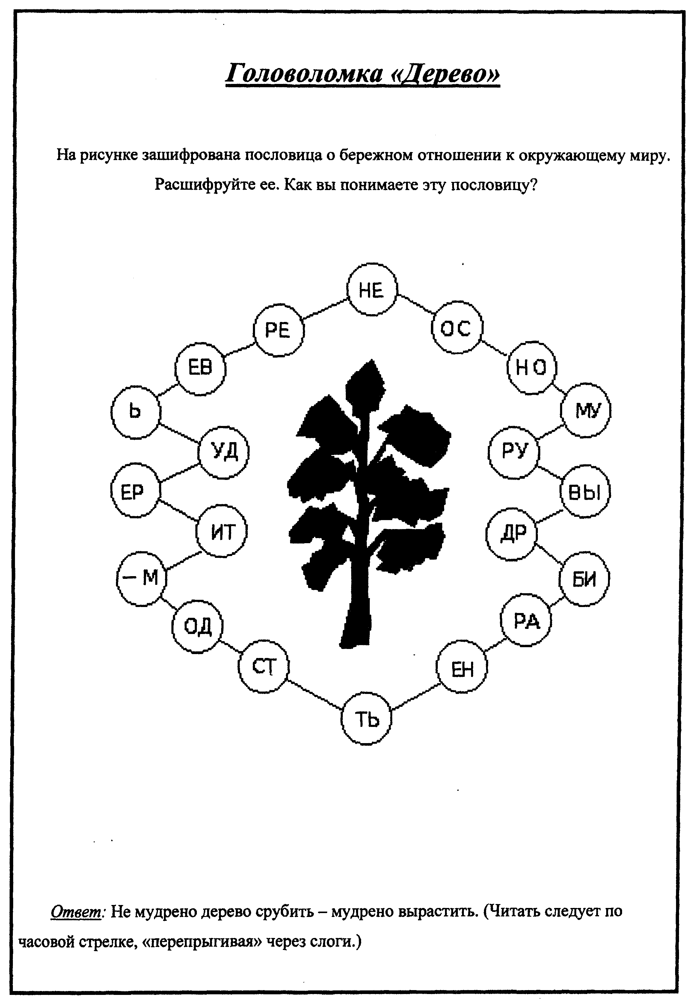 Головоломка «Дерево»
На рисунке зашифрована пословица о бережном отношении к окружающему миру.
Расшифруйте ее. Как вы понимаете эту пословицу?
НЕ
ОС
НО
МУ
РУ
ВЫ
ДР
БИ
РА
ЕН
ТЬ
СТ
ОД
– М
ИТ
ЕР
УД
Ь
ЕВ
РЕ
Ответ: Не мудрено дерево срубить – мудрено вырастить. (Читать следует по
часовой стрелке, «перепрыгивая» через слоги.)